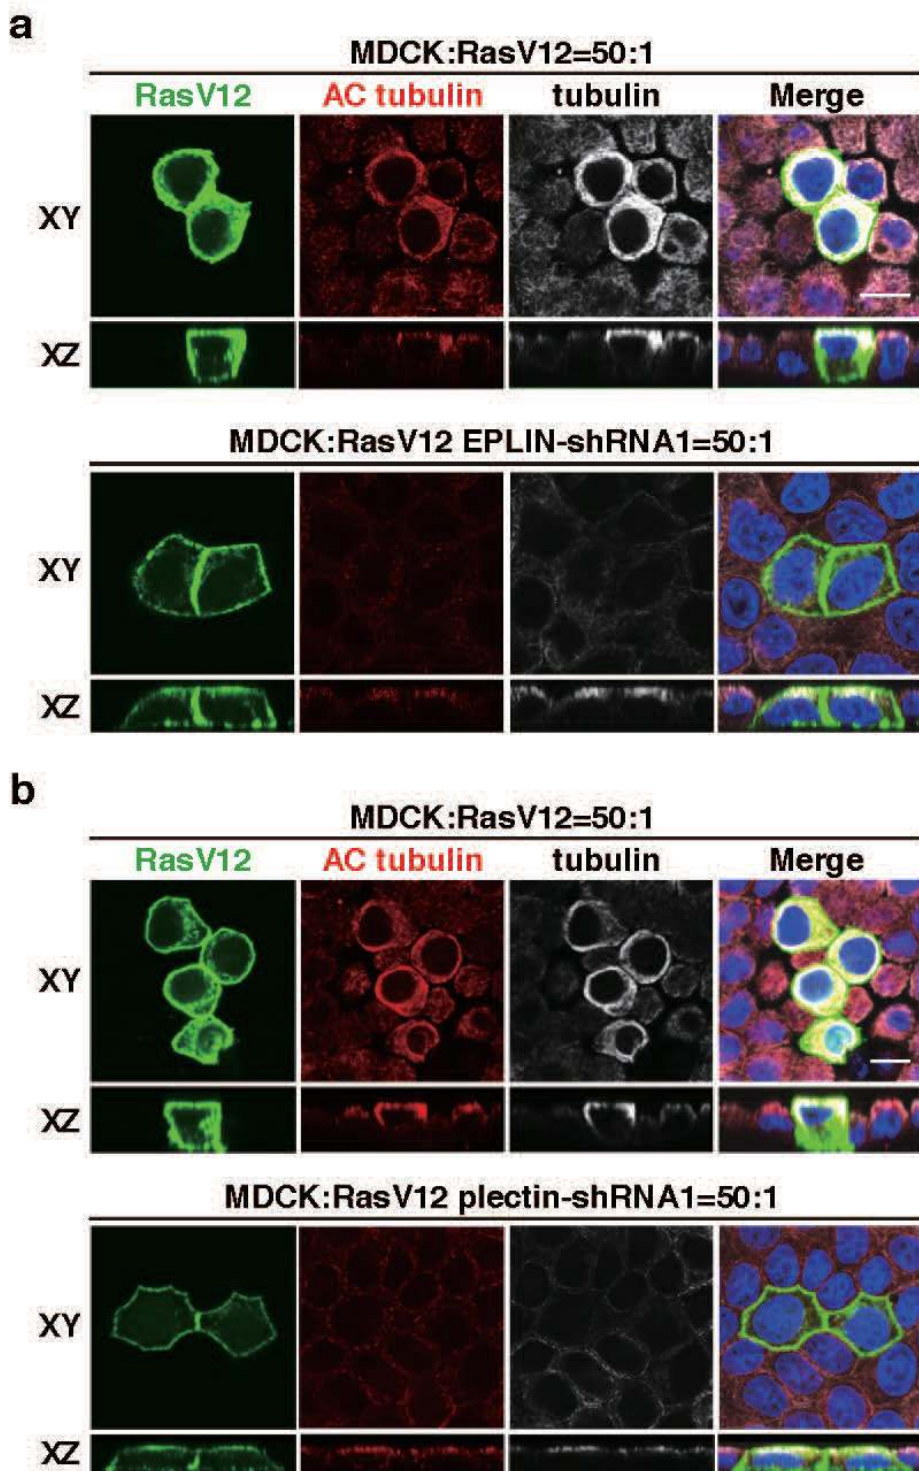 a
MDCK:RasV12=50:1
RasV12 AC tubulin tubulin Merge
XY
XZ
MDCK:RasV12 EPLIN-shRNA1=50:1
XY
XZ
b
MDCK:RasV12=50:1
RasV12 AC tubulin tubulin Merge
XY
XZ
MDCK:RasV12 plectin-shRNA1=50:1
XY
XZ